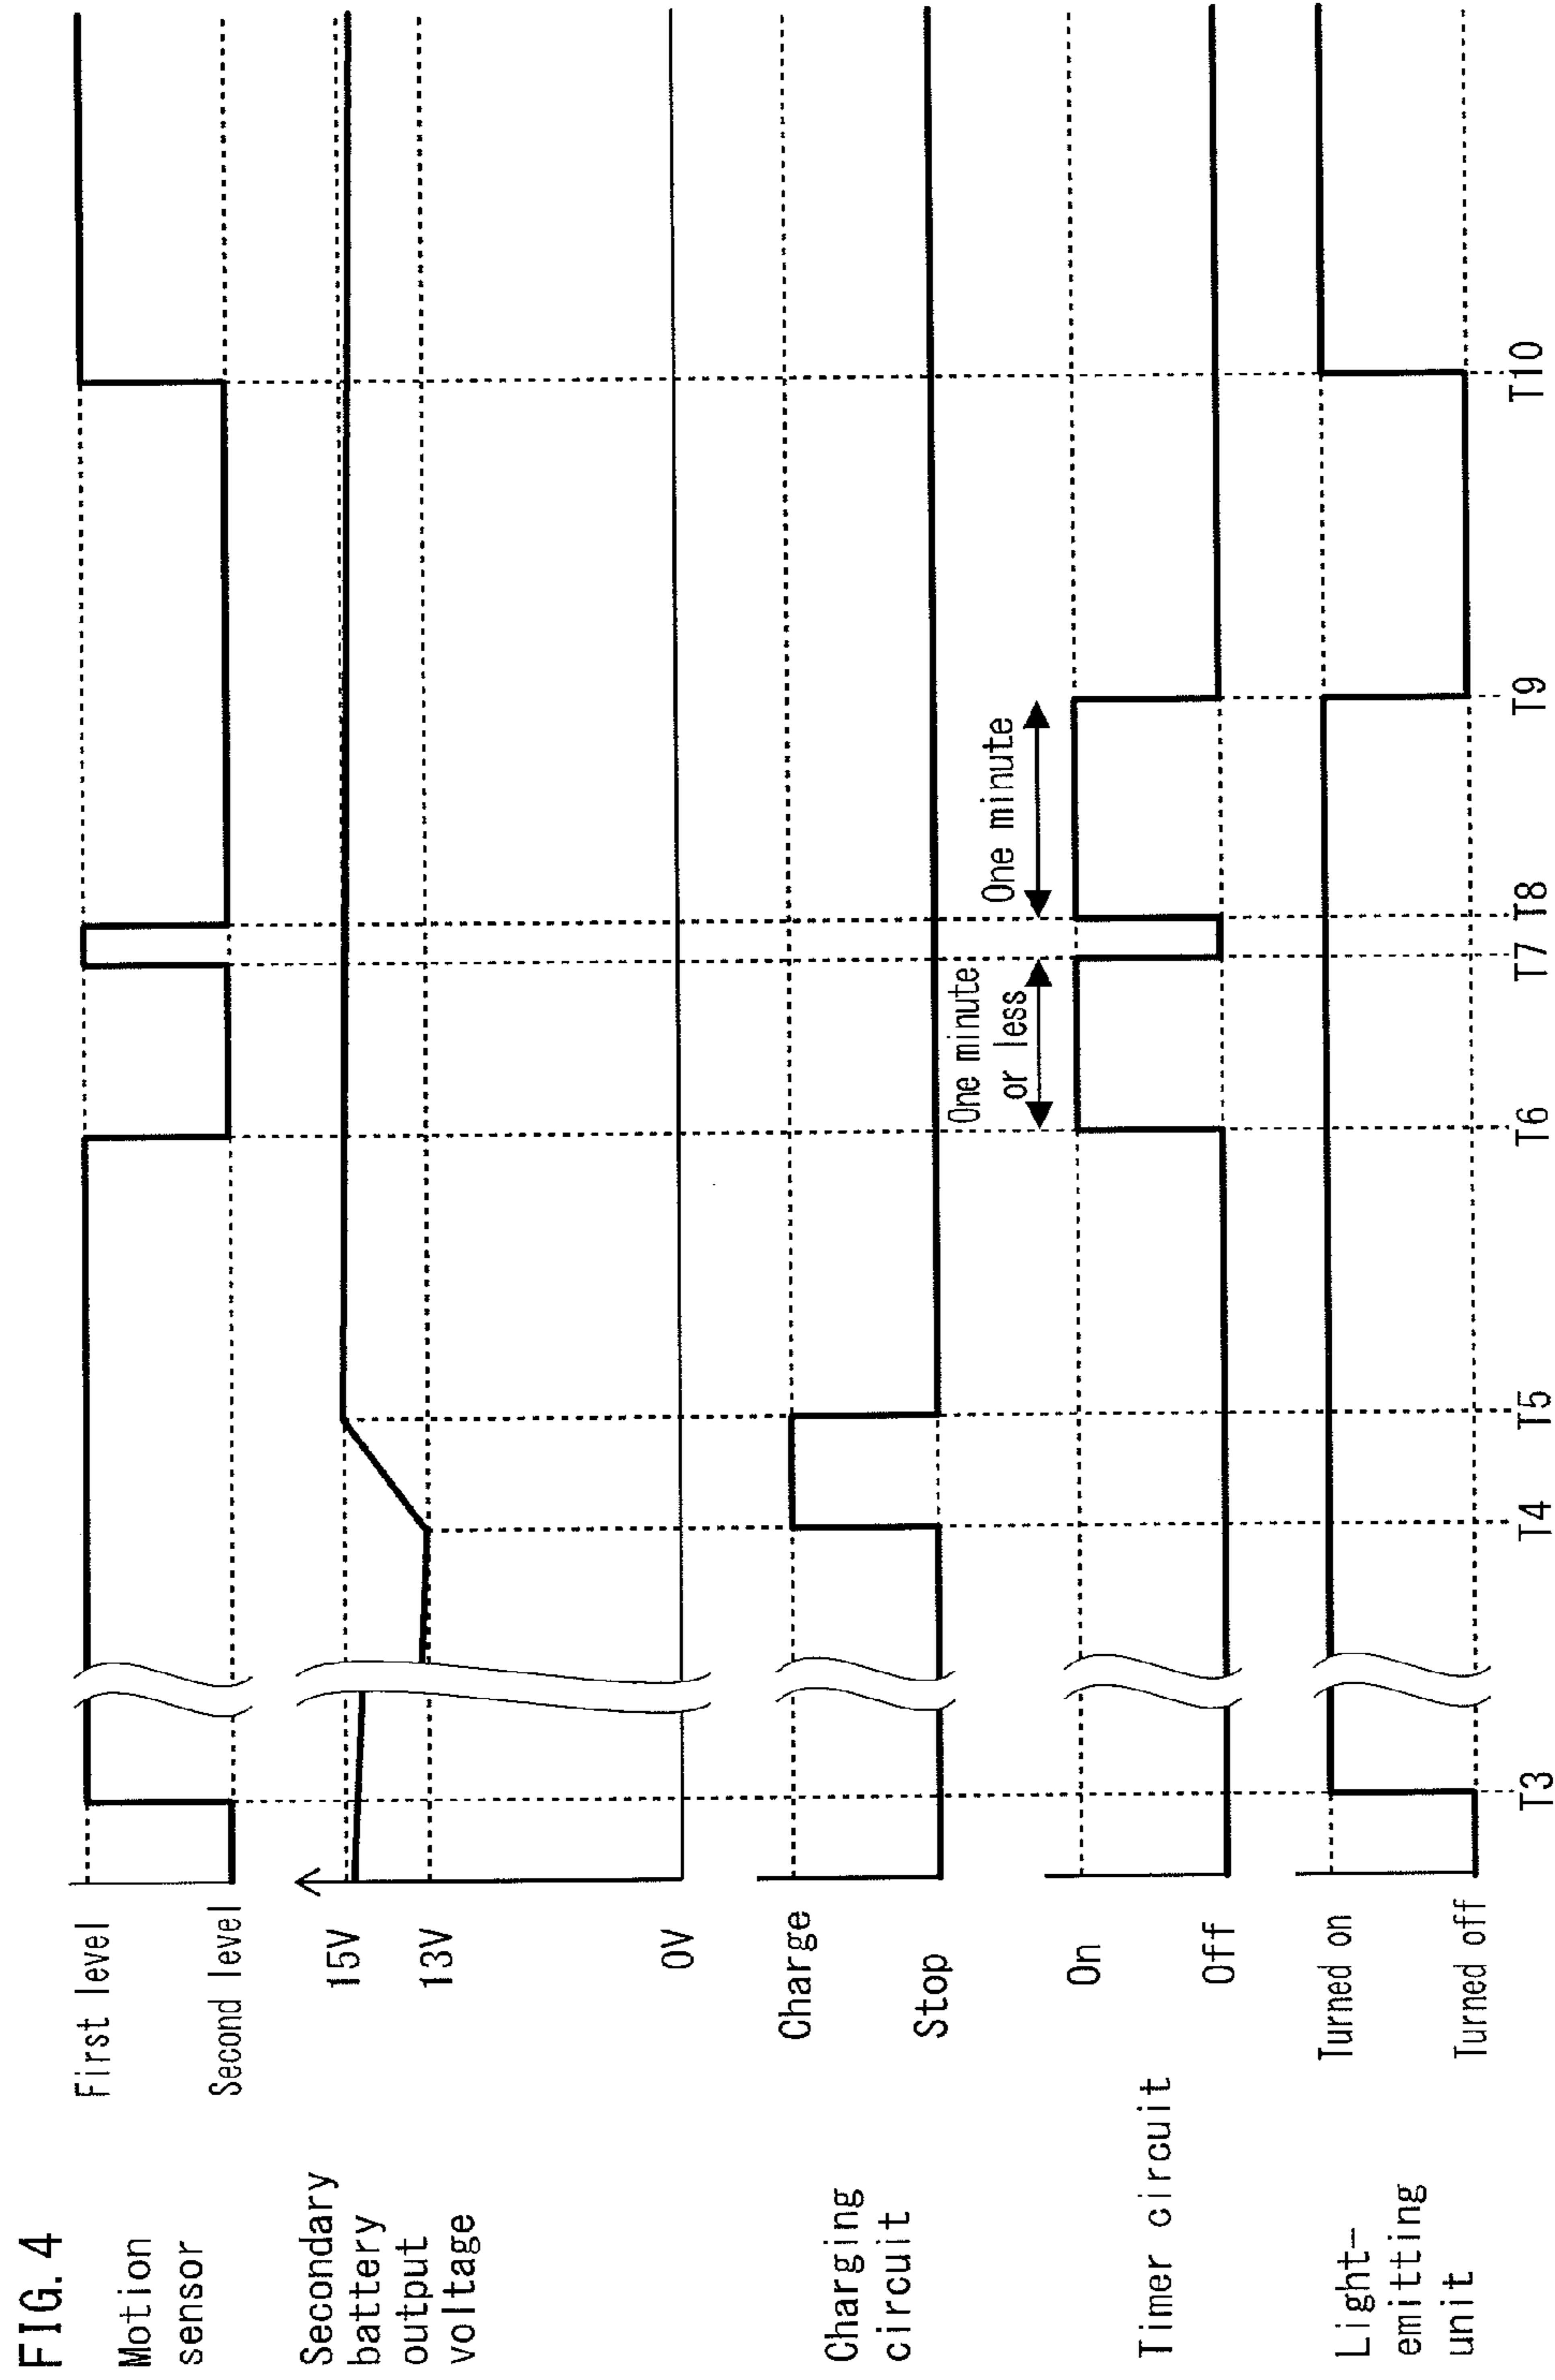 FIG. 4
Motion
sensor
First level
Second level
Secondary
battery
output
voltage
15V
13V
0V
Charging
circuit
Charge
Stop
Timer circuit
On
Off
One minute
or less
One minute
Light-
emitting
unit
Turned on
Turned off
T3
T4
T5
T6
T7
T8
T9
T10